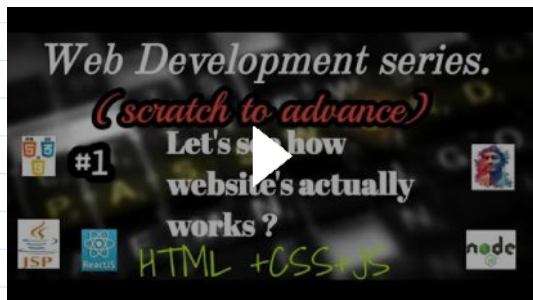 Web Development series.
(scratch to advance)
#1
Let's see how
website's actually
works ?
HTML +CSS+JS
JSP
ReactJS
node